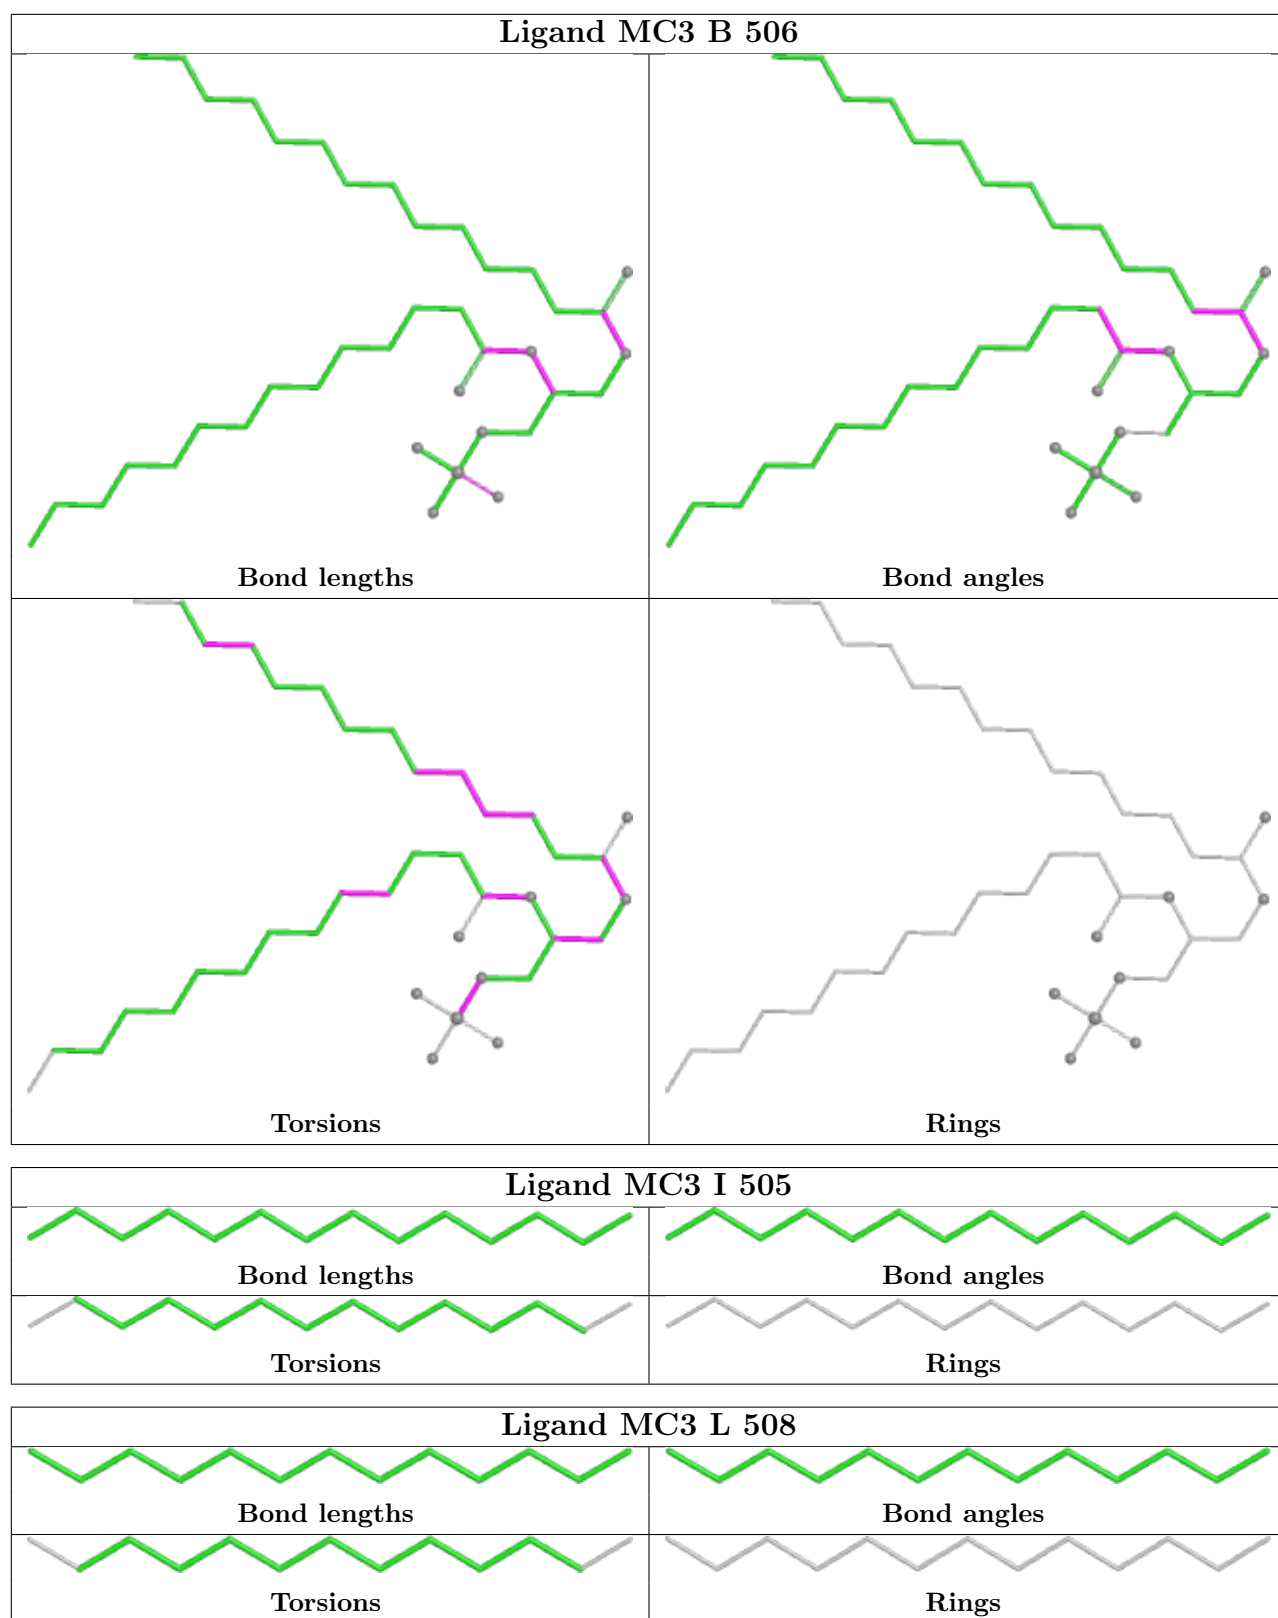 Ligand MC3 B 506
Bond lengths
Bond angles
Torsions
Rings
Ligand MC3 I 505
Bond lengths
Bond angles
Torsions
Rings
Ligand MC3 L 508
Bond lengths
Bond angles
Torsions
Rings